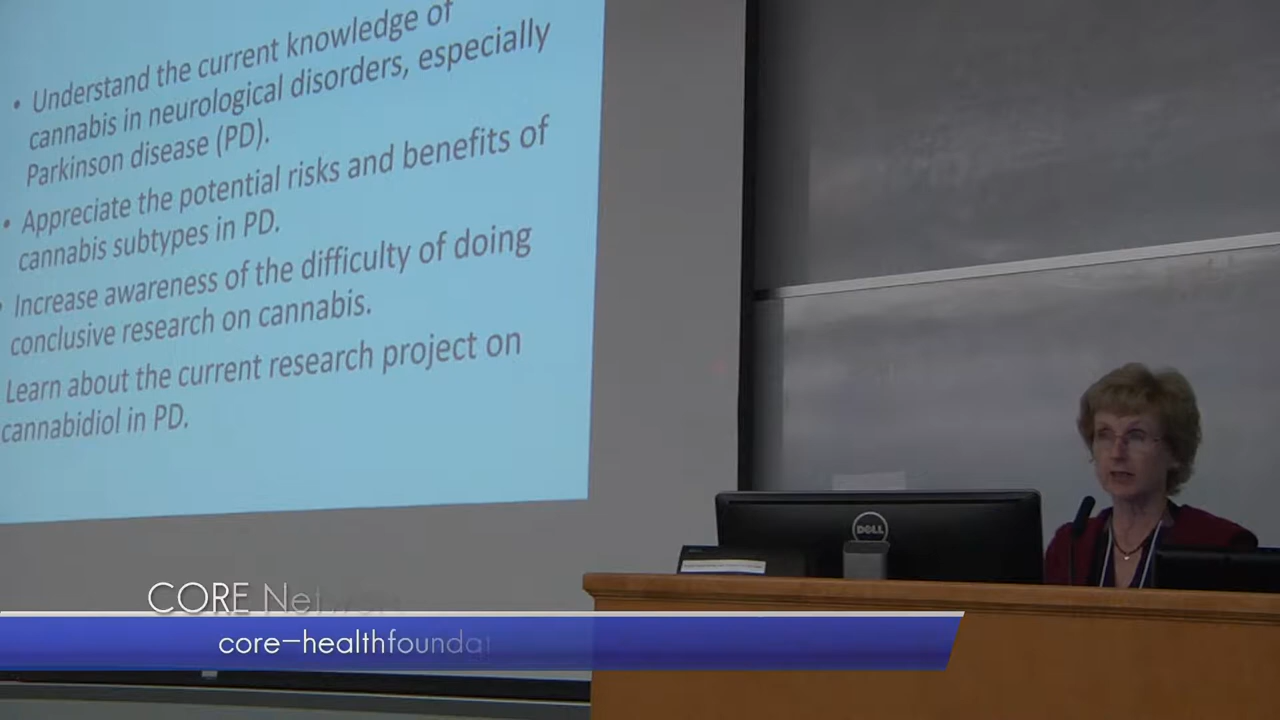 • Understand the current knowledge of
cannabis in neurological disorders, especially
Parkinson disease (PD).
• Appreciate the potential risks and benefits of
cannabis subtypes in PD.
• Increase awareness of the difficulty of doing
conclusive research on cannabis.
Learn about the current research project on
cannabidiol in PD.
DELL
CORE Network
core-healthfounda